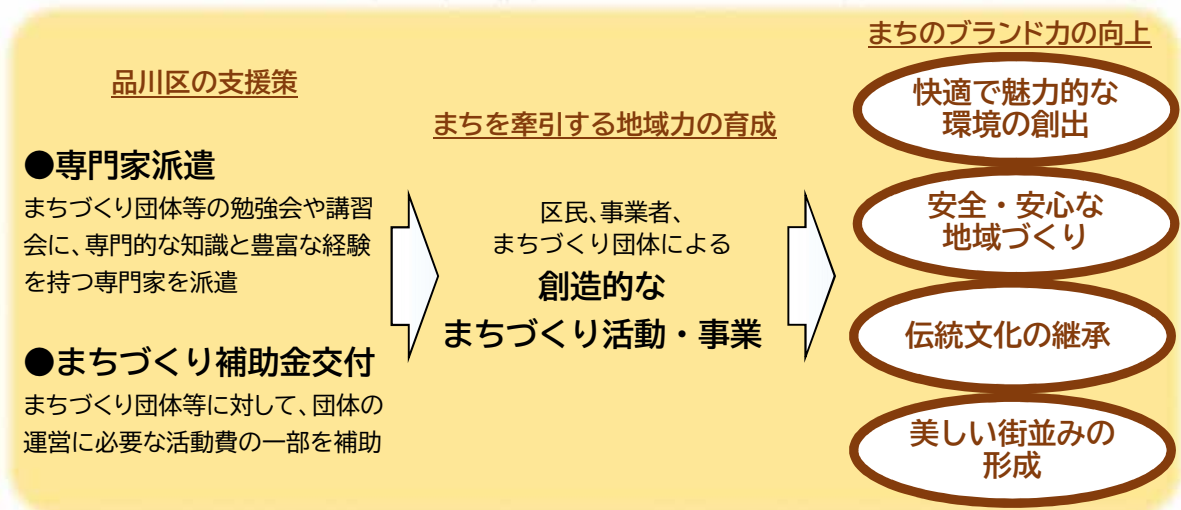 品川区の支援策
●専門家派遣
まちづくり団体等の勉強会や講習
会に、専門的な知識と豊富な経験
を持つ専門家を派遣
●まちづくり補助金交付
まちづくり団体等に対して、団体の
運営に必要な活動費の一部を補助
まちを牽引する地域力の育成
区民、事業者、
まちづくり団体による
創造的な
まちづくり活動・事業
まちのブランド力の向上
快適で魅力的な
環境の創出
安全・安心な
地域づくり
伝統文化の継承
美しい街並みの
形成